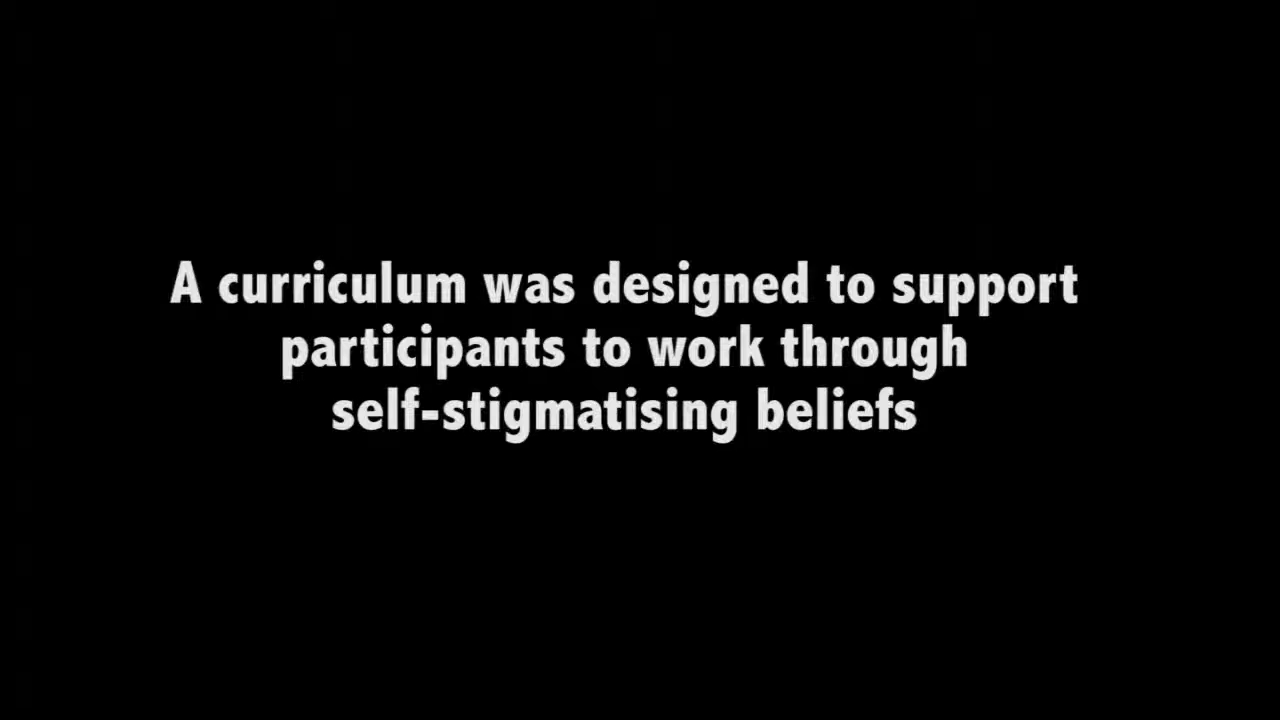 A curriculum was designed to support
participants to work through
self-stigmatising beliefs